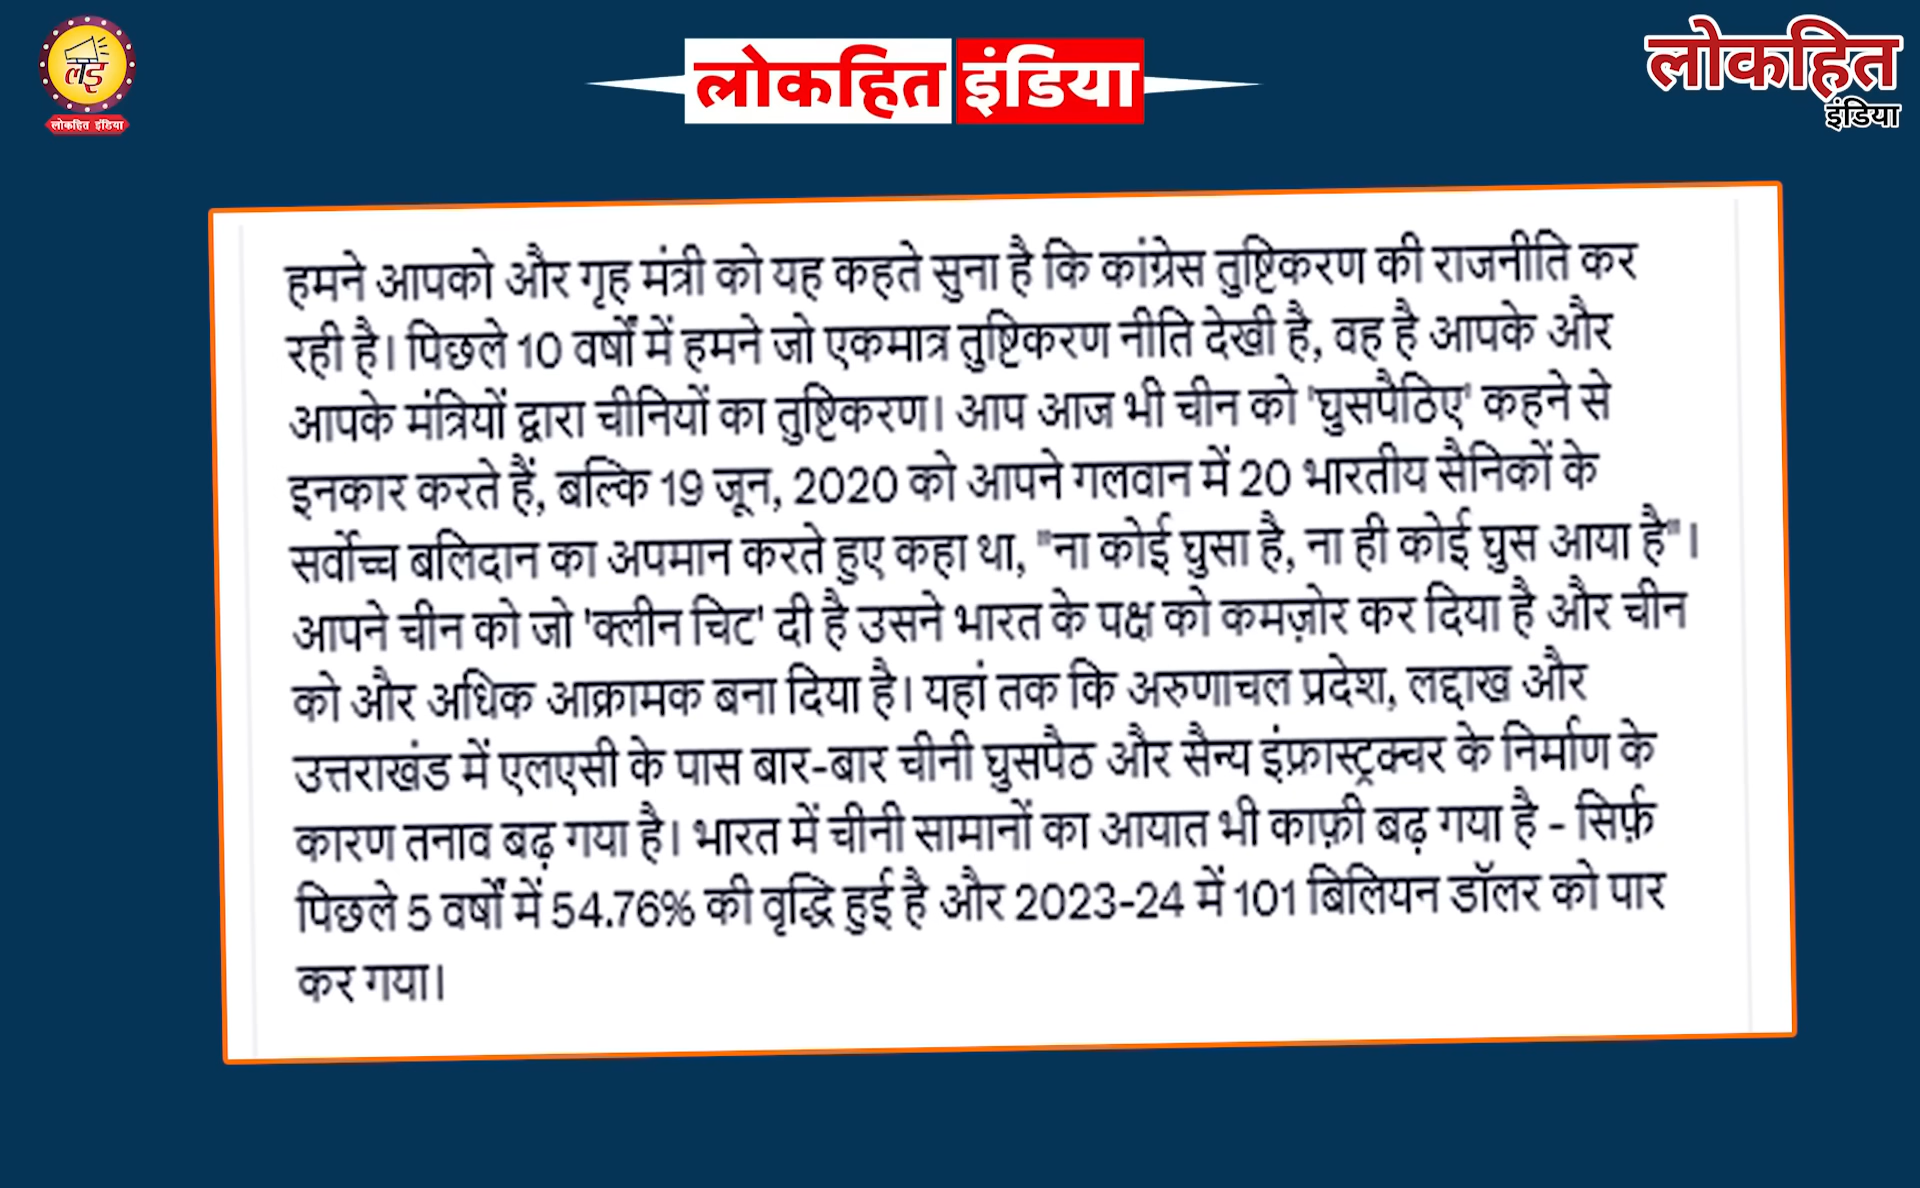 लई
लोकहित इंडिया
लोकहित इंडिया
लोकहित
इंडिया
हमने आपको और गृह मंत्री को यह कहते सुना है कि कांग्रेस तुष्टिकरण की राजनीति कर
रही है। पिछले 10 वर्षों में हमने जो एकमात्र तुष्टिकरण नीति देखी है, वह है आपके और
आपके मंत्रियों द्वारा चीनियों का तुष्टिकरण। आप आज भी चीन को 'घुसपैठिए' कहने से
इनकार करते हैं, बल्कि 19 जून, 2020 को आपने गलवान में 20 भारतीय सैनिकों के
सर्वोच्च बलिदान का अपमान करते हुए कहा था, "ना कोई घुसा है, ना ही कोई घुस आया है"।
आपने चीन को जो 'क्लीन चिट' दी है उसने भारत के पक्ष को कमज़ोर कर दिया है और चीन
को और अधिक आक्रामक बना दिया है। यहां तक कि अरुणाचल प्रदेश, लद्दाख और
उत्तराखंड में एलएसी के पास बार-बार चीनी घुसपैठ और सैन्य इंफ़्रास्ट्रक्चर के निर्माण के
कारण तनाव बढ़ गया है। भारत में चीनी सामानों का आयात भी काफ़ी बढ़ गया है - सिर्फ़
पिछले 5 वर्षों में 54.76% की वृद्धि हुई है और 2023-24 में 101 बिलियन डॉलर को पार
कर गया।